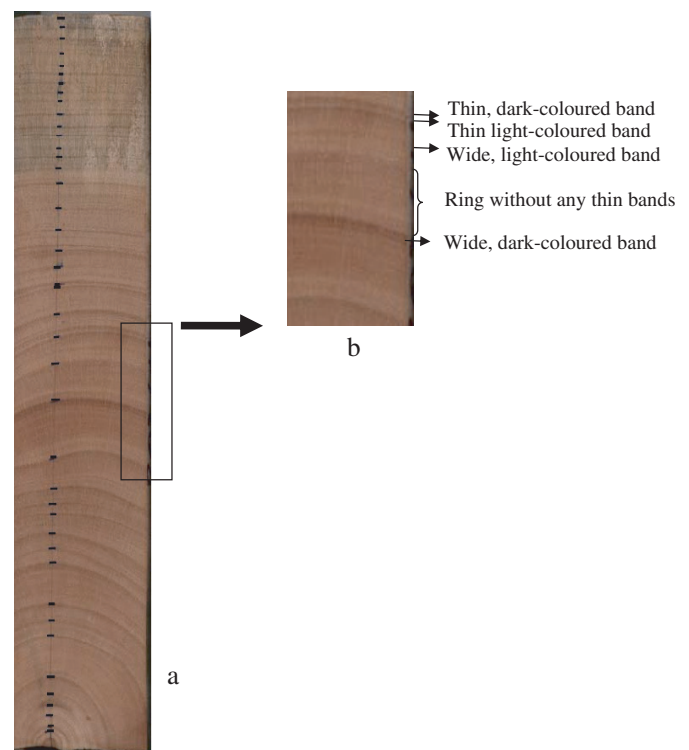 Thin, dark-coloured band
Thin light-coloured band
Wide, light-coloured band
Ring without any thin bands
Wide, dark-coloured band
b
a